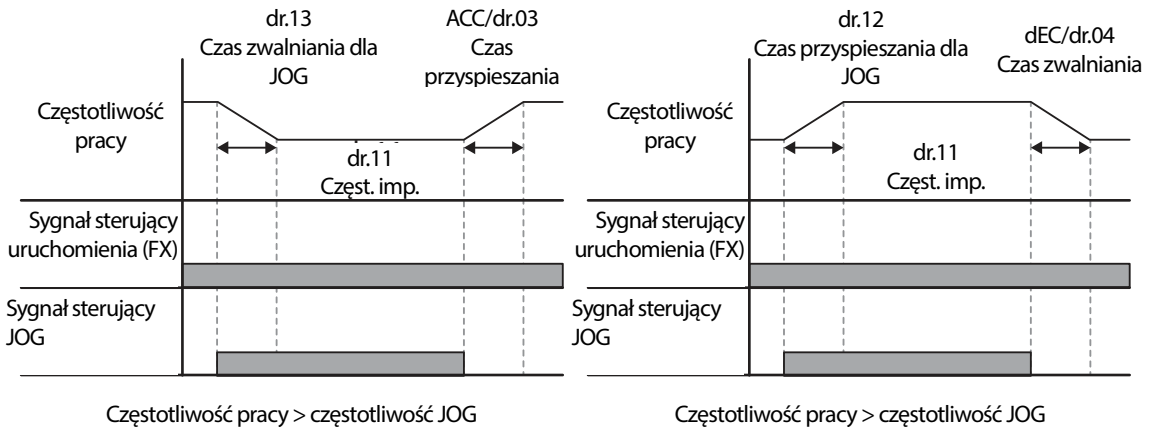 dr.13
Czas zwalniania dla
JOG
ACC/dr.03
Czas
przyspieszania
Częstotliwość
pracy
dr.11
Częst. imp.
Sygnał sterujący
uruchomienia (FX)
Sygnał sterujący
JOG
Częstotliwość pracy > częstotliwość JOG
dr.12
Czas przyspieszania dla
JOG
dEC/dr.04
Czas zwalniania
Częstotliwość
pracy
dr.11
Częst. imp.
Sygnał sterujący
uruchomienia (FX)
Sygnał sterujący
JOG
Częstotliwość pracy > częstotliwość JOG